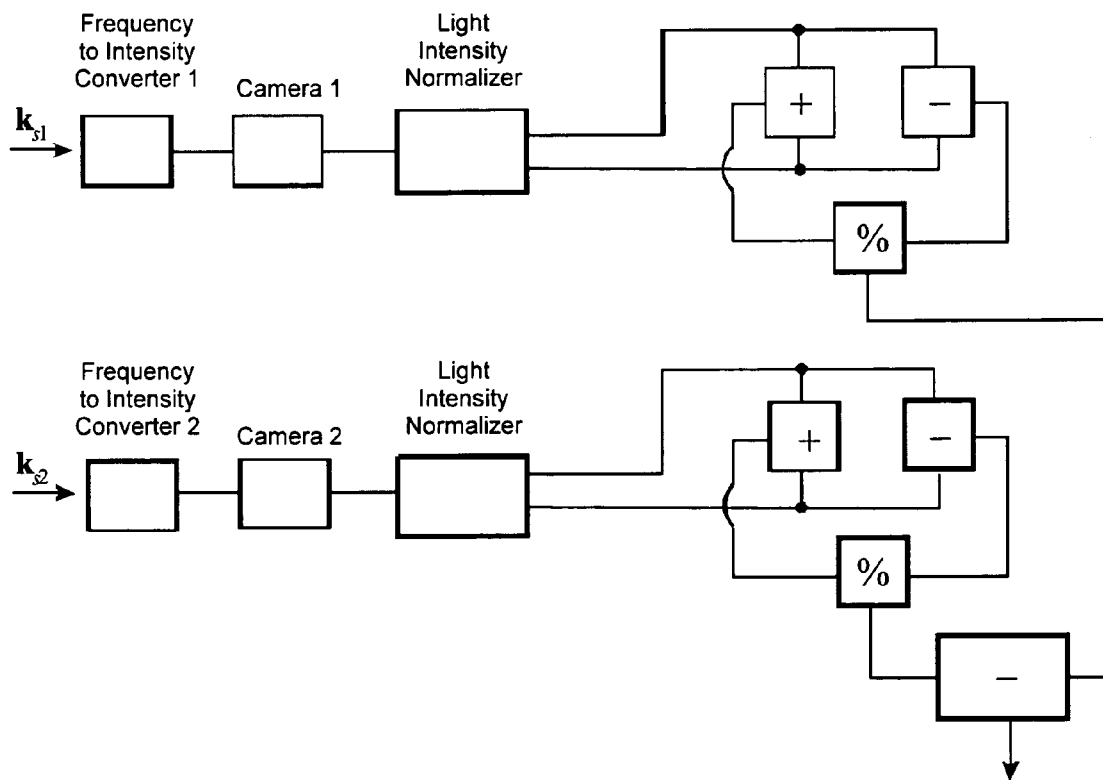 Frequency
to Intensity
Converter 1
Camera 1
Light
Intensity
Normalizer
k_s1
+
−
%
Frequency
to Intensity
Converter 2
Camera 2
Light
Intensity
Normalizer
k_s2
+
−
%
−